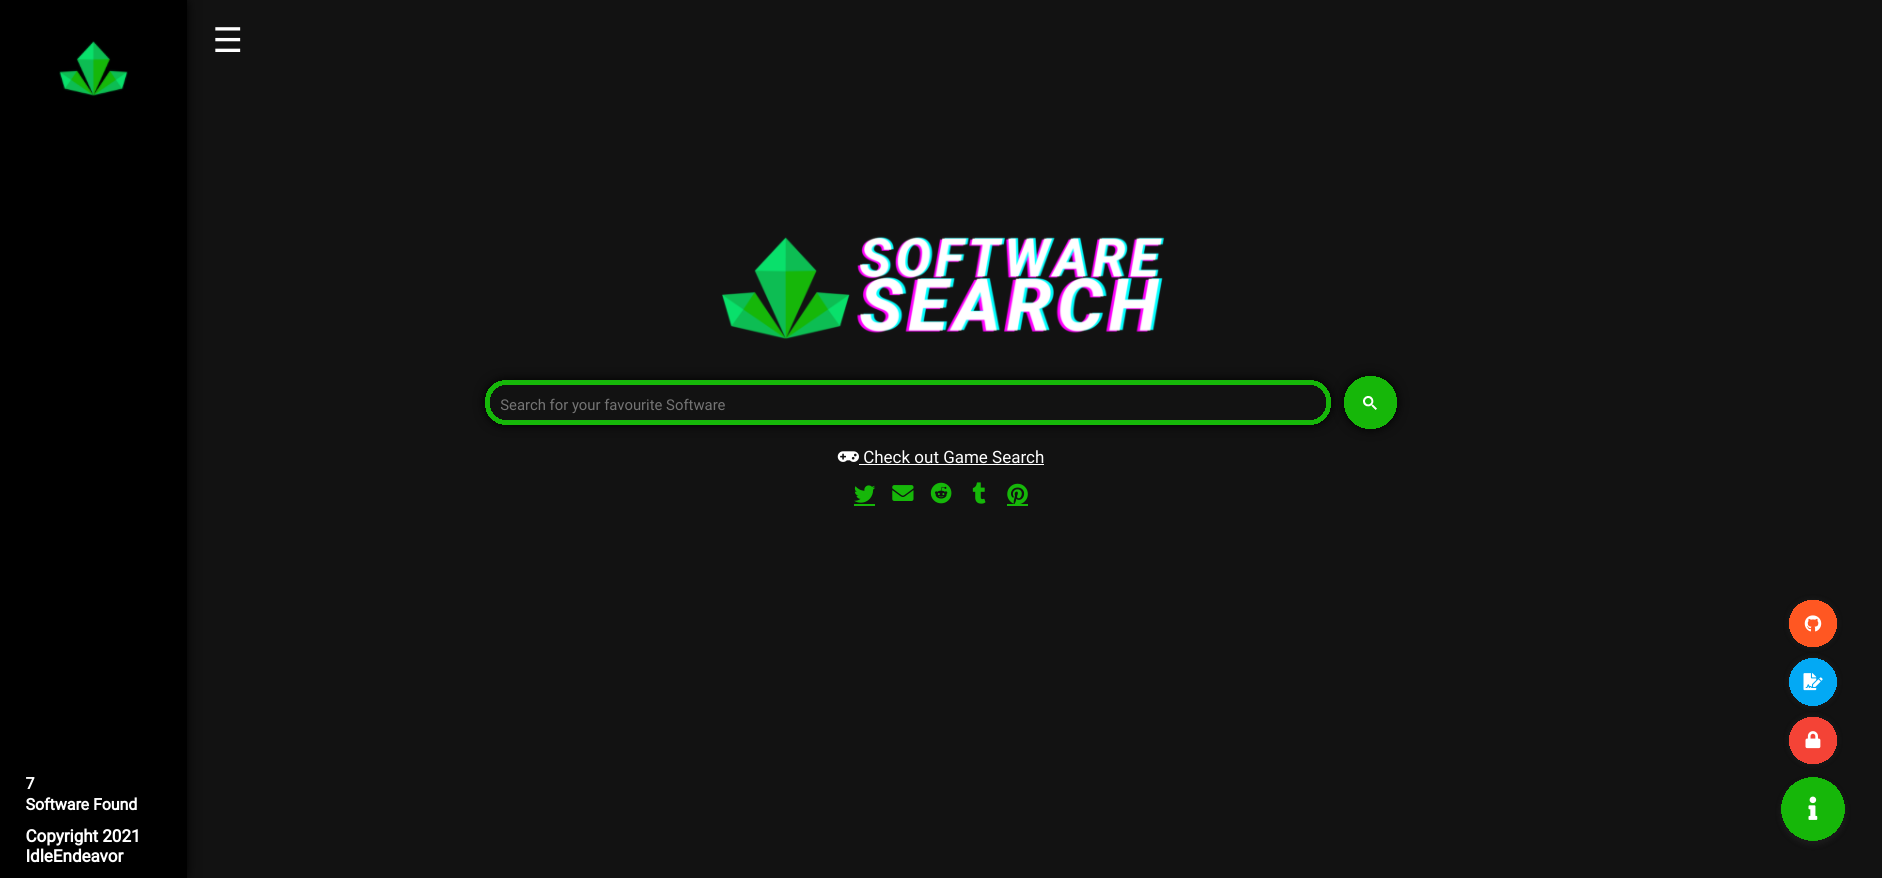 SOFTWARE
SEARCH
Search for your favourite Software
Check out Game Search
7
Software Found
Copyright 2021
IdleEndeavor